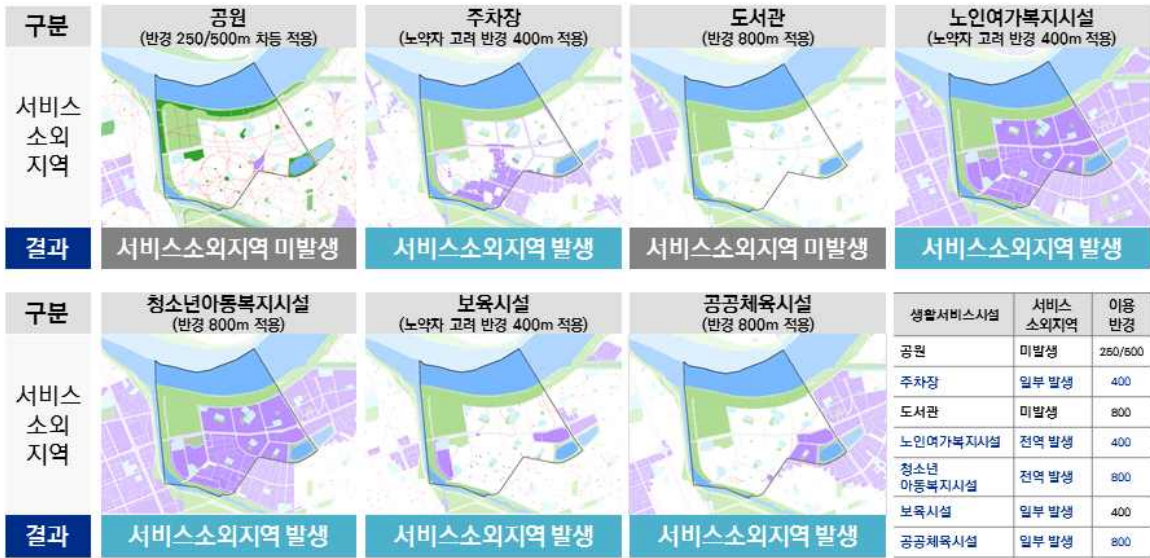 구분
공원
(반경 250/500m 차등 적용)
주차장
(노약자 고려 반경 400m 적용)
도서관
(반경 800m 적용)
노인여가복지시설
(노약자 고려 반경 400m 적용)
서비스
소외
지역
결과
서비스소외지역 미발생
서비스소외지역 발생
서비스소외지역 미발생
서비스소외지역 발생
구분
청소년아동복지시설
(반경 800m 적용)
보육시설
(노약자 고려 반경 400m 적용)
공공체육시설
(반경 800m 적용)
서비스
소외
지역
결과
서비스소외지역 발생
서비스소외지역 발생
서비스소외지역 발생
생활서비스시설 서비스 소외지역 이용 반경
공원 미발생 250/500
주차장 일부 발생 400
도서관 미발생 800
노인여가복지시설 전역 발생 400
청소년 아동복지시설 전역 발생 800
보육시설 일부 발생 400
공공체육시설 일부 발생 800